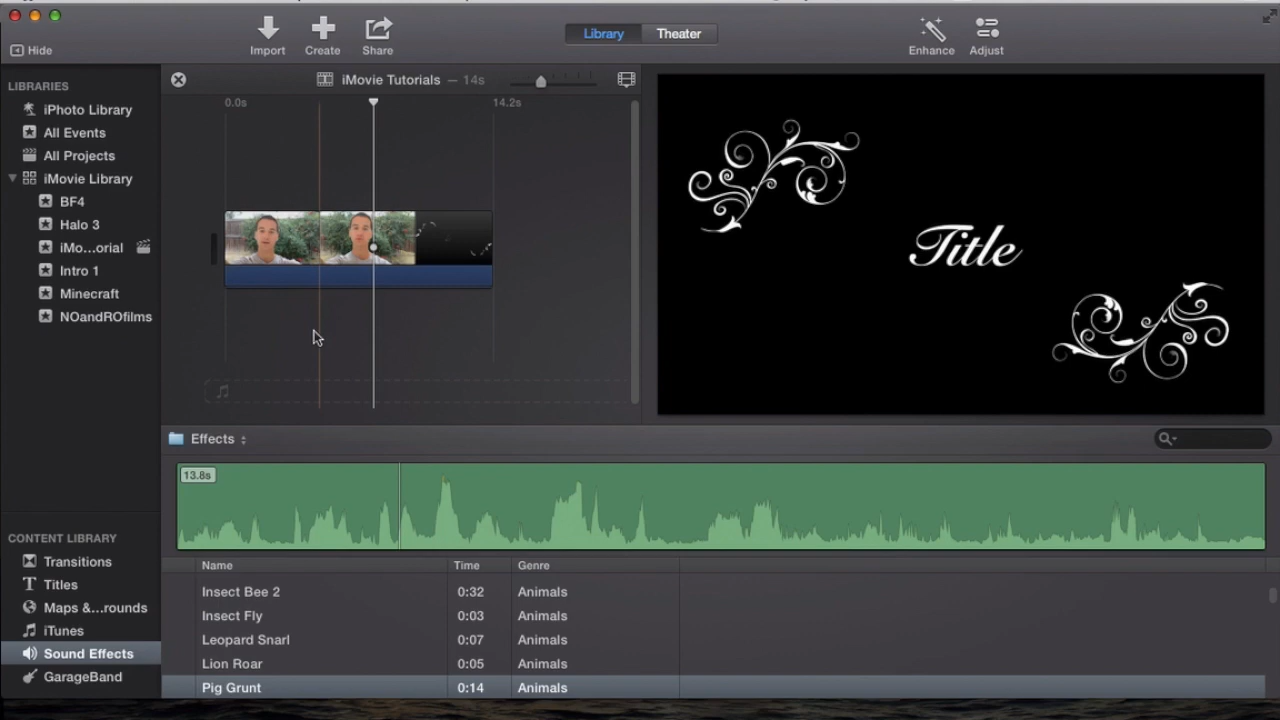 Library Theater
Import Create Share Enhance Adjust
Hide
LIBRARIES
iPhoto Library
All Events
All Projects
iMovie Library
BF4
Halo 3
iMo...orial
Intro 1
Minecraft
NOandROfilms
CONTENT LIBRARY
Transitions
Titles
Maps &...rounds
iTunes
Sound Effects
GarageBand
iMovie Tutorials — 14s
0.0s 14.2s
Title
Effects
13.8s
Name Time Genre
Insect Bee 2 0:32 Animals
Insect Fly 0:03 Animals
Leopard Snarl 0:07 Animals
Lion Roar 0:05 Animals
Pig Grunt 0:14 Animals